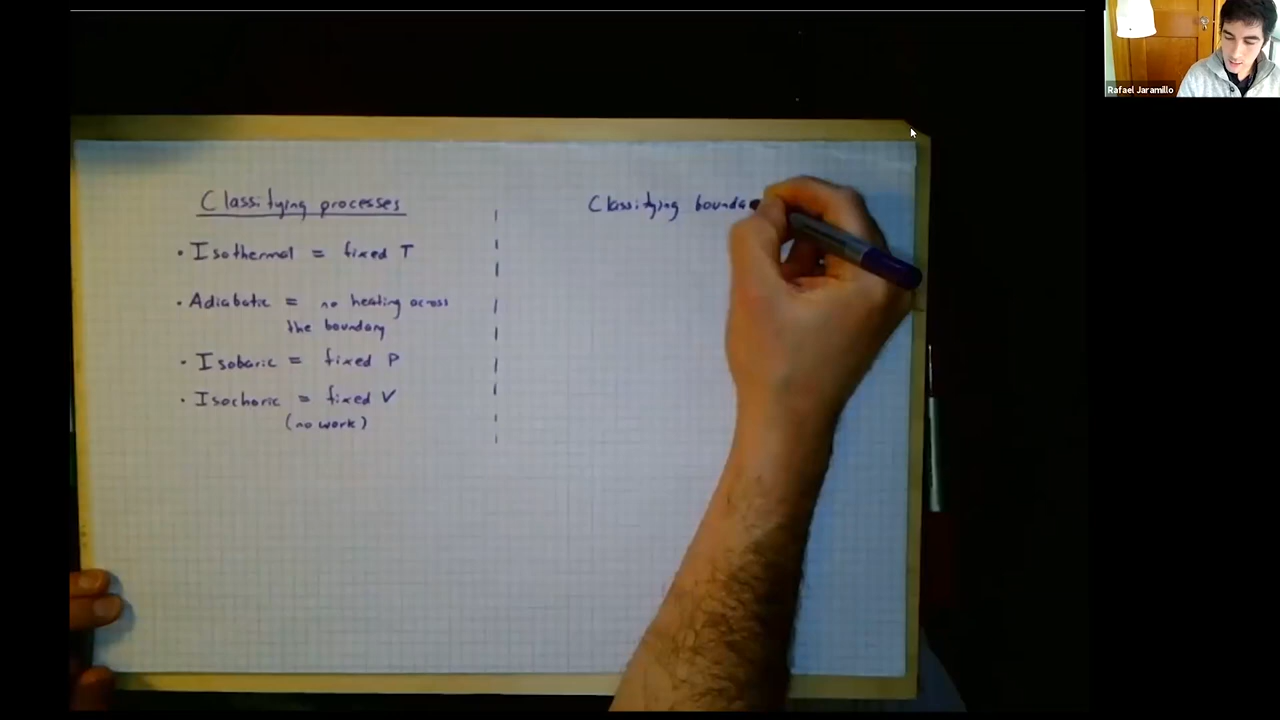 Classifying processes
• Isothermal = fixed T
• Adiabatic = no heating across
the boundary
• Isobaric = fixed P
• Isochoric = fixed V
(no work)
Classifying bounda
Rafael Jaramillo